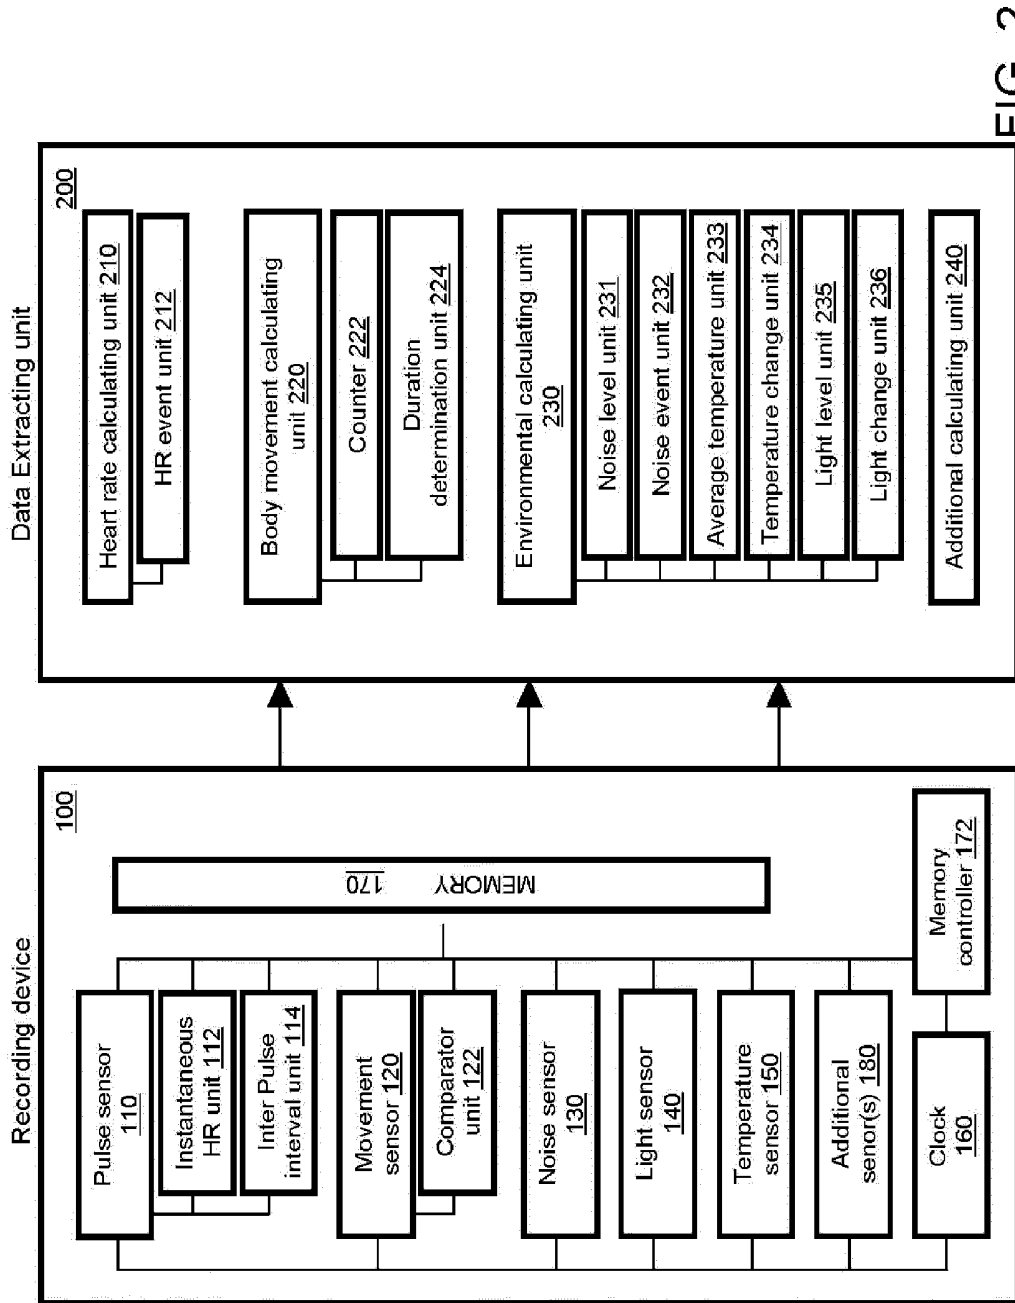 Recording device
100
Pulse sensor
110
Instantaneous
HR unit 112
Inter Pulse
interval unit 114
Movement
sensor 120
Comparator
unit 122
Noise sensor
130
Light sensor
140
Temperature
sensor 150
Additional
senor(s) 180
Clock
160
MEMORY 170
Memory
controller 172
Data Extracting unit
200
Heart rate calculating unit 210
HR event unit 212
Body movement calculating
unit 220
Counter 222
Duration
determination unit 224
Environmental calculating unit
230
Noise level unit 231
Noise event unit 232
Average temperature unit 233
Temperature change unit 234
Light level unit 235
Light change unit 236
Additional calculating unit 240
FIG. 2